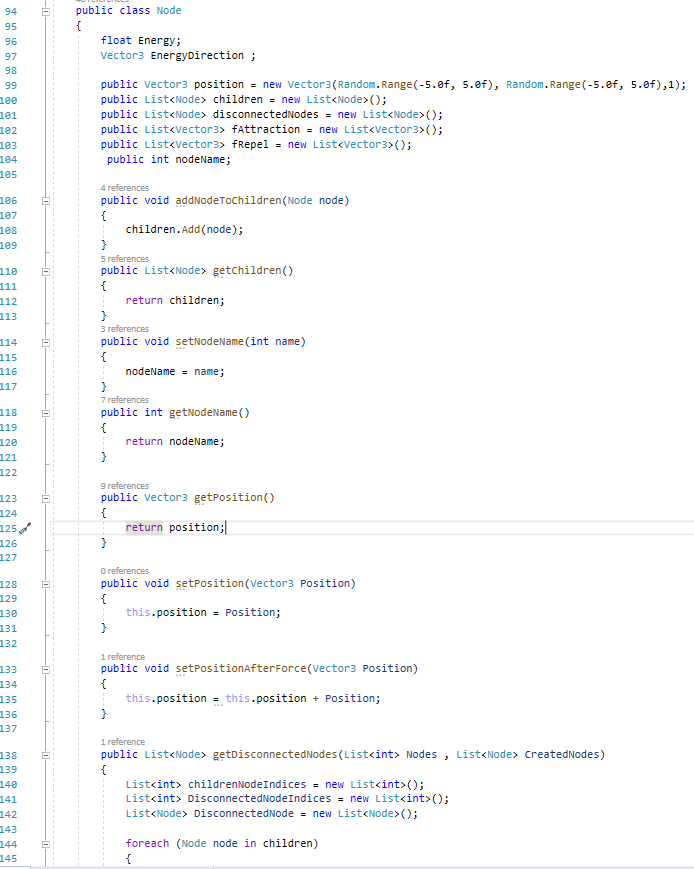 94 public class Node
95 {
96 float Energy;
97 Vector3 EnergyDirection ;
98
99 public Vector3 position = new Vector3(Random.Range(-5.0f, 5.0f), Random.Range(-5.0f, 5.0f),1);
100 public List<Node> children = new List<Node>();
101 public List<Node> disconnectedNodes = new List<Node>();
102 public List<Vector3> fAttraction = new List<Vector3>();
103 public List<Vector3> fRepel = new List<Vector3>();
104 public int nodeName;
105
4 references
106 public void addNodeToChildren(Node node)
107 {
108 children.Add(node);
109 }
5 references
110 public List<Node> getChildren()
111 {
112 return children;
113 }
3 references
114 public void setNodeName(int name)
115 {
116 nodeName = name;
117 }
7 references
118 public int getNodeName()
119 {
120 return nodeName;
121 }
122
9 references
123 public Vector3 getPosition()
124 {
125 return position;
126 }
127
0 references
128 public void setPosition(Vector3 Position)
129 {
130 this.position = Position;
131 }
132
1 reference
133 public void setPositionAfterForce(Vector3 Position)
134 {
135 this.position = this.position + Position;
136 }
137
1 reference
138 public List<Node> getDisconnectedNodes(List<int> Nodes , List<Node> CreatedNodes)
139 {
140 List<int> childrenNodeIndices = new List<int>();
141 List<int> DisconnectedNodeIndices = new List<int>();
142 List<Node> DisconnectedNode = new List<Node>();
143
144 foreach (Node node in children)
145 {